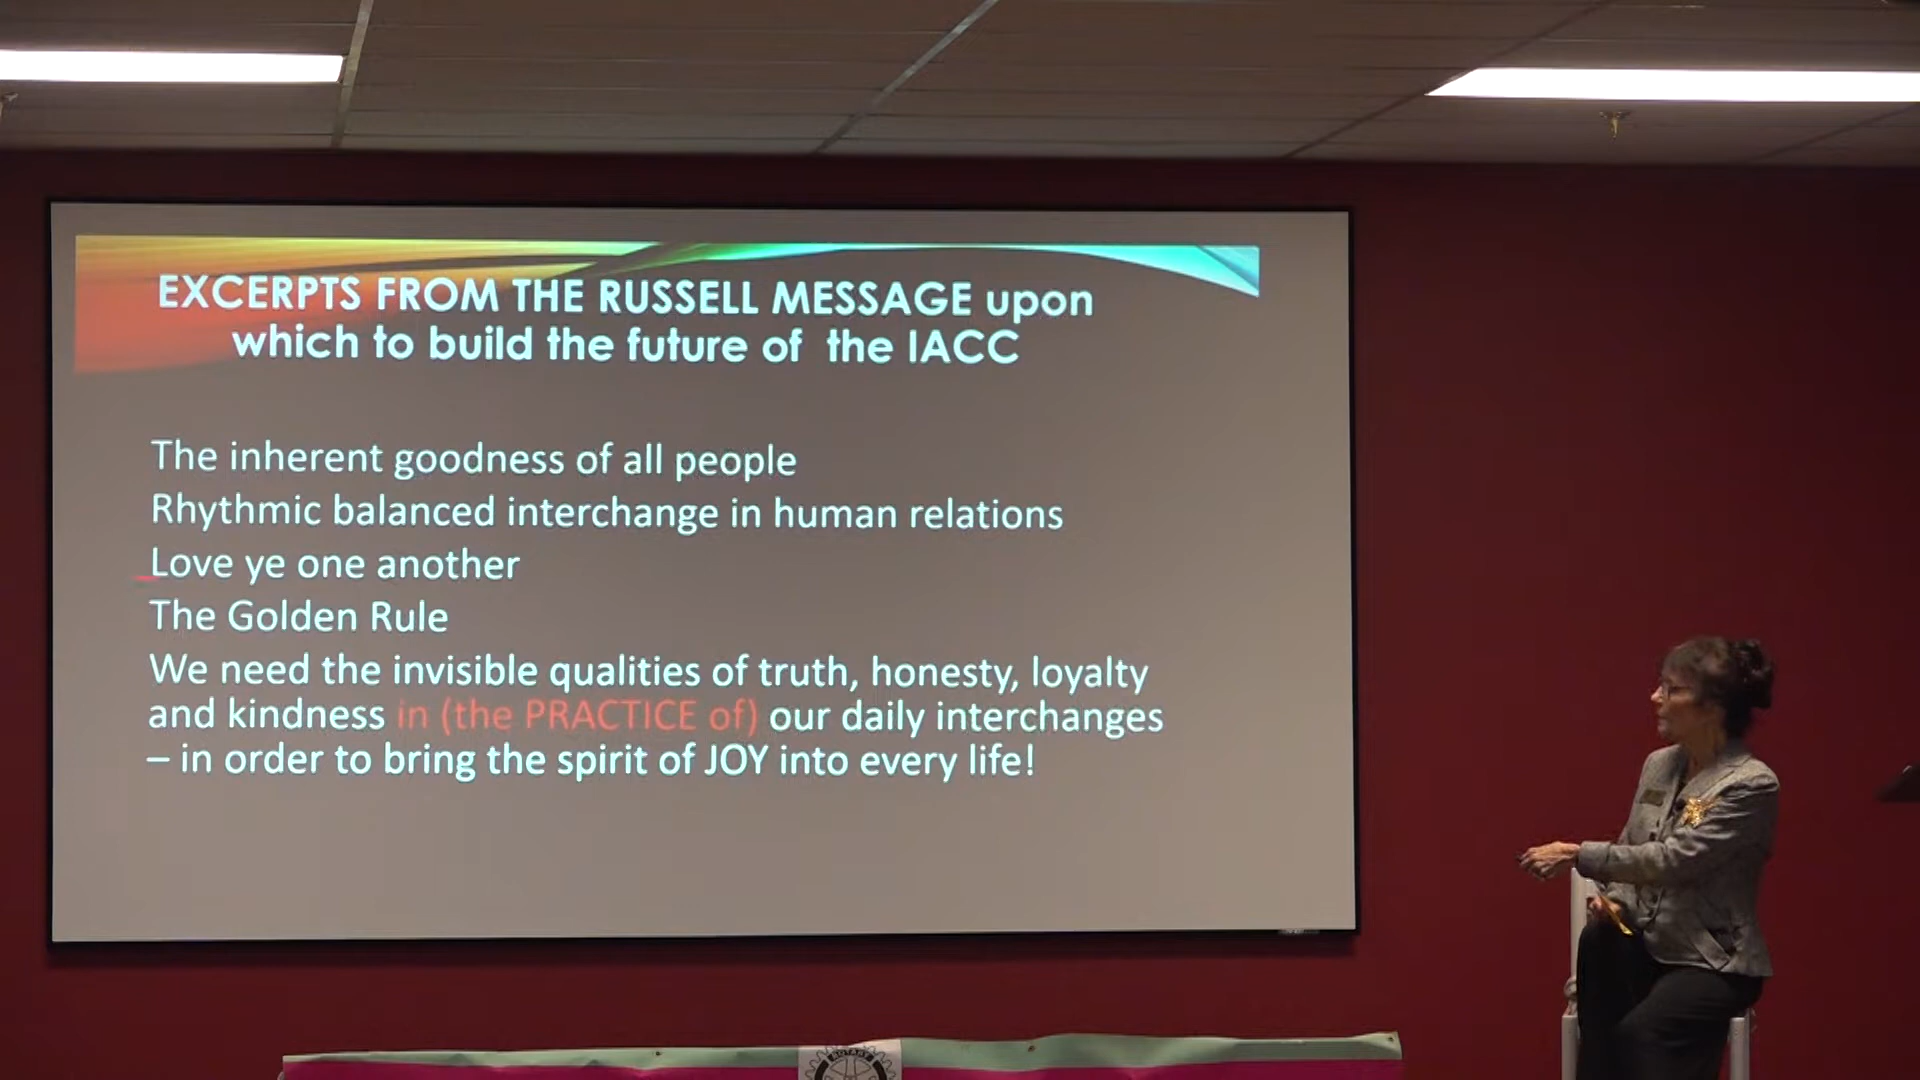 EXCERPTS FROM THE RUSSELL MESSAGE upon
which to build the future of the IACC
The inherent goodness of all people
Rhythmic balanced interchange in human relations
Love ye one another
The Golden Rule
We need the invisible qualities of truth, honesty, loyalty
and kindness in (the PRACTICE of) our daily interchanges
– in order to bring the spirit of JOY into every life!
ROTARY